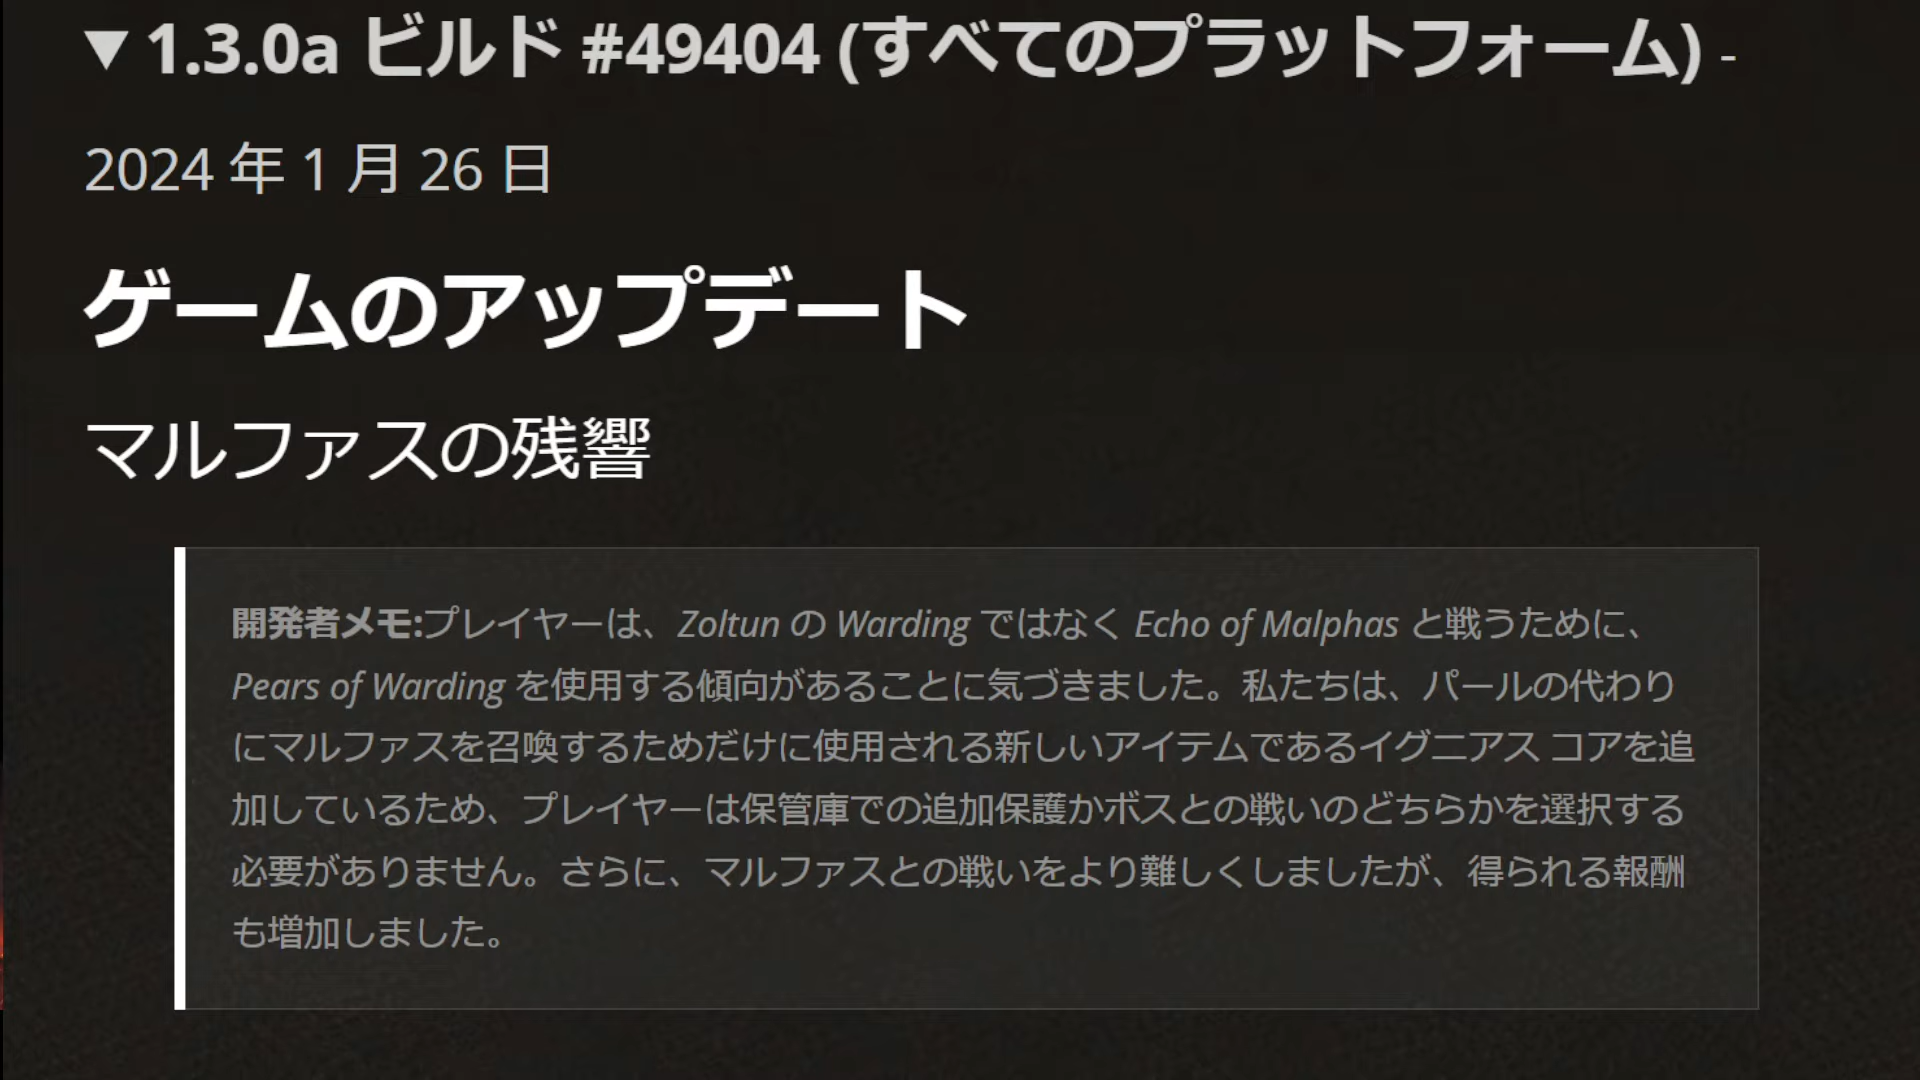 ▼ 1.3.0a ビルド #49404 (すべてのプラットフォーム) -
2024 年 1 月 26 日
ゲームのアップデート
マルファスの残響
開発者メモ:プレイヤーは、Zoltun の Warding ではなく Echo of Malphas と戦うために、
Pears of Warding を使用する傾向があることに気づきました。私たちは、パールの代わり
にマルファスを召喚するためだけに使用される新しいアイテムであるイグニアス コアを追
加しているため、プレイヤーは保管庫での追加保護かボスとの戦いのどちらかを選択する
必要がありません。さらに、マルファスとの戦いをより難しくしましたが、得られる報酬
も増加しました。